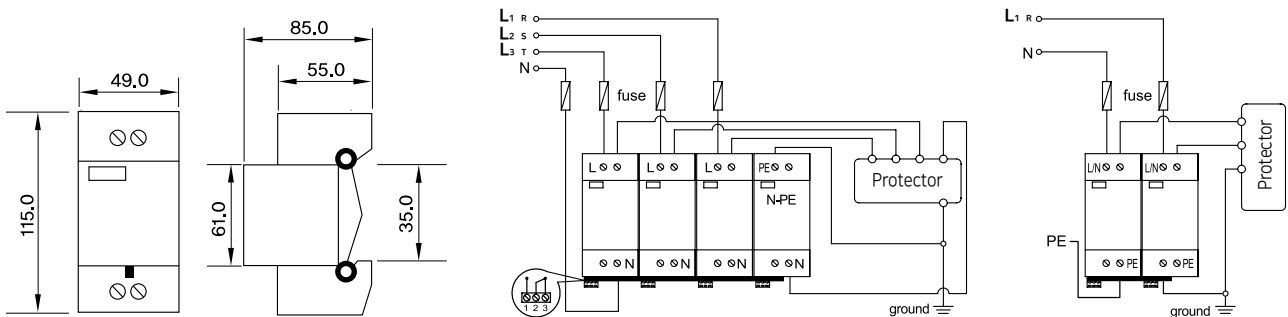 49.0
115.0
85.0
55.0
61.0
35.0
L1 R
L2 S
L3 T
N
fuse
L
L
L
PE
N-PE
N
N
N
N
1 2 3
Protector
ground
L1 R
N
fuse
L/N
L/N
PE
PE
PE
Protector
ground